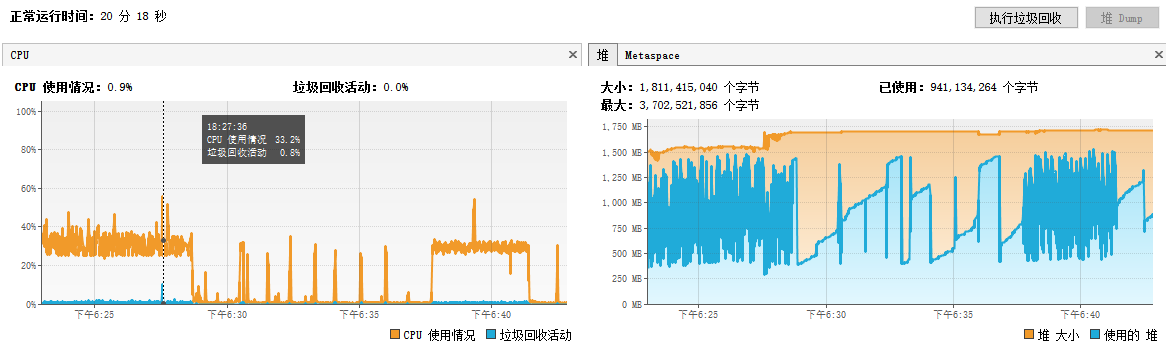 正常运行时间：20 分 18 秒
执行垃圾回收
堆 Dump
CPU
CPU 使用情况：0.9%
垃圾回收活动：0.0%
100%
80%
60%
40%
20%
0%
18:27:36
CPU 使用情况 33.2%
垃圾回收活动 0.8%
下午6:25
下午6:30
下午6:35
下午6:40
CPU 使用情况
垃圾回收活动
堆
Metaspace
大小：1,811,415,040 个字节
已使用：941,134,264 个字节
最大：3,702,521,856 个字节
1,750 MB
1,500 MB
1,250 MB
1,000 MB
750 MB
500 MB
250 MB
0 MB
下午6:25
下午6:30
下午6:35
下午6:40
堆 大小
使用的 堆